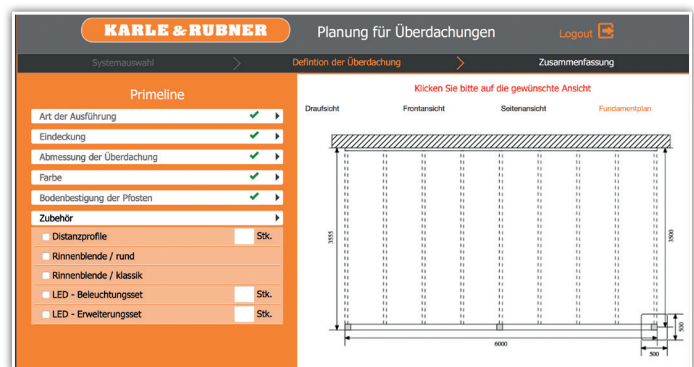 KARLE & RUBNER
Planung für Überdachungen
Logout
Systemauswahl
Defintion der Überdachung
Zusammenfassung
Primeline
Art der Ausführung
Eindeckung
Abmessung der Überdachung
Farbe
Bodenbestigung der Pfosten
Zubehör
Distanzprofile Stk.
Rinnenblende / rund
Rinnenblende / klassik
LED - Beleuchtungsset Stk.
LED - Erweiterungsset Stk.
Klicken Sie bitte auf die gewünschte Ansicht
Draufsicht Frontansicht Seitenansicht Fundamentplan
3555
3500
6000
500
500